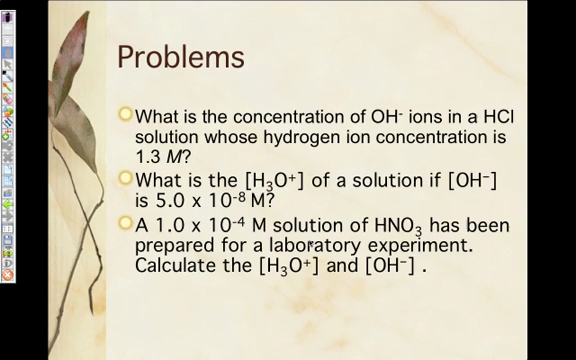 Problems
What is the concentration of OH⁻ ions in a HCl
solution whose hydrogen ion concentration is
1.3 M?
What is the [H₃O⁺] of a solution if [OH⁻]
is 5.0 x 10⁻⁸ M?
A 1.0 x 10⁻⁴ M solution of HNO₃ has been
prepared for a laboratory experiment.
Calculate the [H₃O⁺] and [OH⁻] .